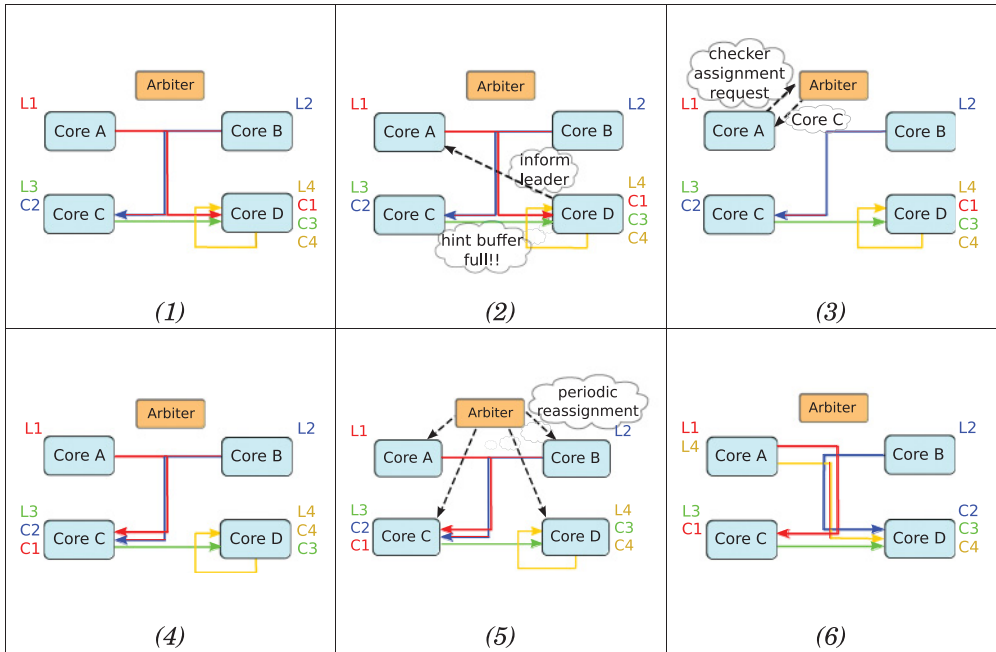 Arbiter
L1
L2
Core A
Core B
L3
C2
Core C
Core D
L4
C1
C3
C4
(1)
Arbiter
L1
L2
Core A
Core B
inform
leader
L3
C2
Core C
Core D
L4
C1
C3
C4
hint buffer
full!!
(2)
checker
assignment
request
Arbiter
L1
L2
Core A
Core C
Core B
L3
C2
Core C
Core D
L4
C1
C3
C4
(3)
Arbiter
L1
L2
Core A
Core B
L3
C2
C1
Core C
Core D
L4
C4
C3
(4)
periodic
reassignment
Arbiter
L1
L2
Core A
Core B
L3
C2
C1
Core C
Core D
L4
C3
C4
(5)
Arbiter
L1
L4
L2
Core A
Core B
L3
C1
Core C
Core D
C2
C3
C4
(6)